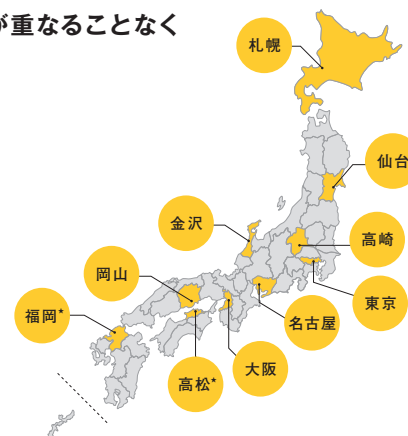 が重なることなく
札幌
仙台
金沢
高崎
岡山
東京
福岡*
名古屋
大阪
高松*